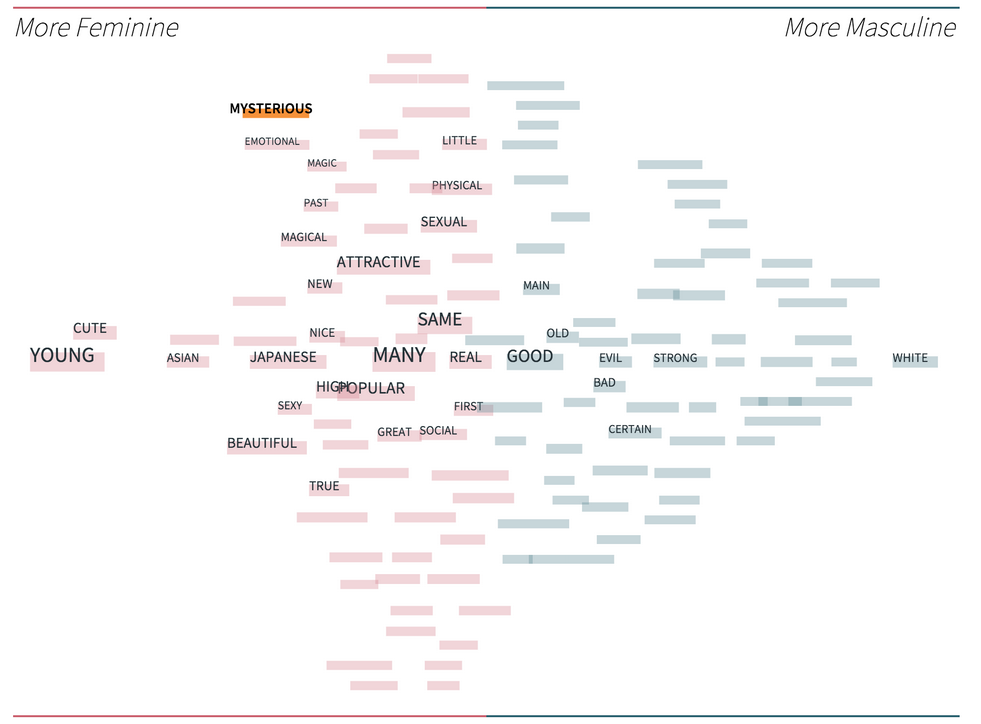 More Feminine
More Masculine
MYSTERIOUS
EMOTIONAL
LITTLE
MAGIC
PHYSICAL
PAST
SEXUAL
MAGICAL
ATTRACTIVE
NEW
MAIN
SAME
CUTE
NICE
OLD
YOUNG
ASIAN
JAPANESE
MANY
REAL
GOOD
EVIL
STRONG
WHITE
BAD
HIGH
POPULAR
SEXY
FIRST
CERTAIN
GREAT
SOCIAL
BEAUTIFUL
TRUE